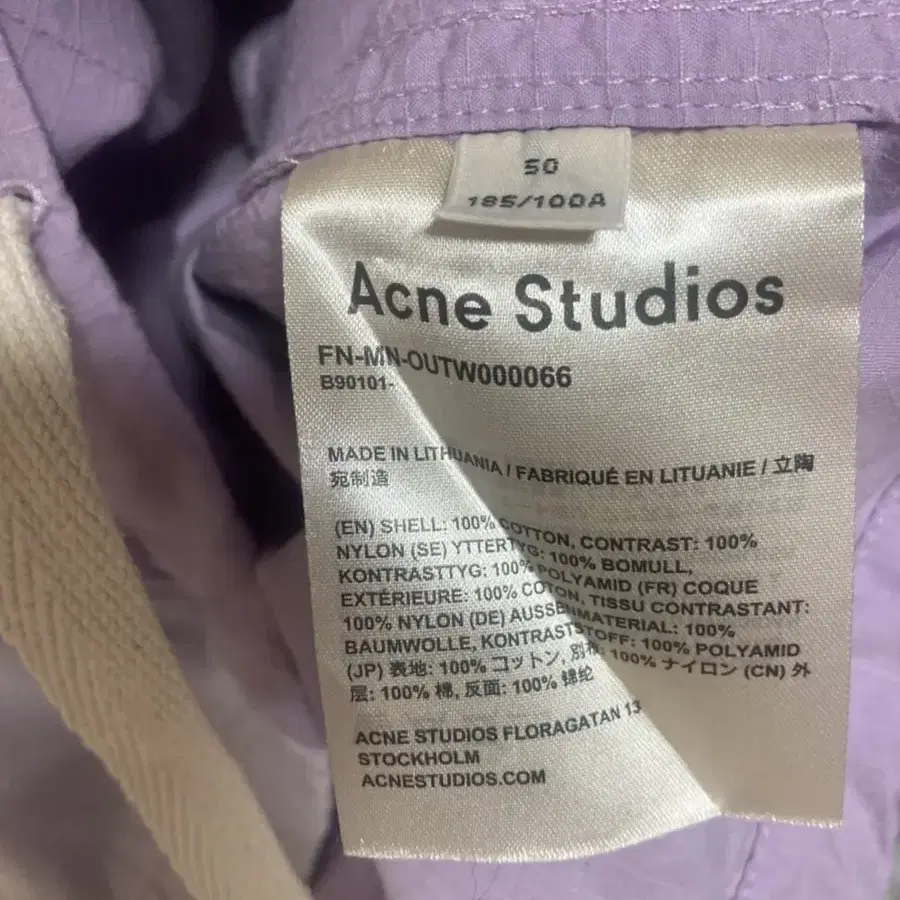 50
185/100A
Acne Studios
FN-MN-OUTW000066
B90101-
MADE IN LITHUANIA / FABRIQUÉ EN LITUANIE / 立陶
宛制造
(EN) SHELL: 100% COTTON, CONTRAST: 100%
NYLON (SE) YTTERTYG: 100% BOMULL,
KONTRASTTYG: 100% POLYAMID (FR) COQUE
EXTÉRIEURE: 100% COTON, TISSU CONTRASTANT:
100% NYLON (DE) AUSSENMATERIAL: 100%
BAUMWOLLE, KONTRASTSTOFF: 100% POLYAMID
(JP) 表地: 100% コットン, 別布: 100% ナイロン (CN) 外
层: 100% 棉, 反面: 100% 锦纶
ACNE STUDIOS FLORAGATAN 13
STOCKHOLM
ACNESTUDIOS.COM